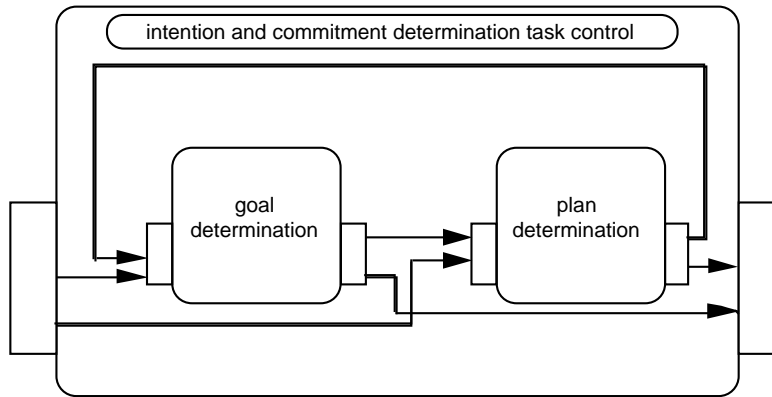 intention and commitment determination task control
goal
determination
plan
determination